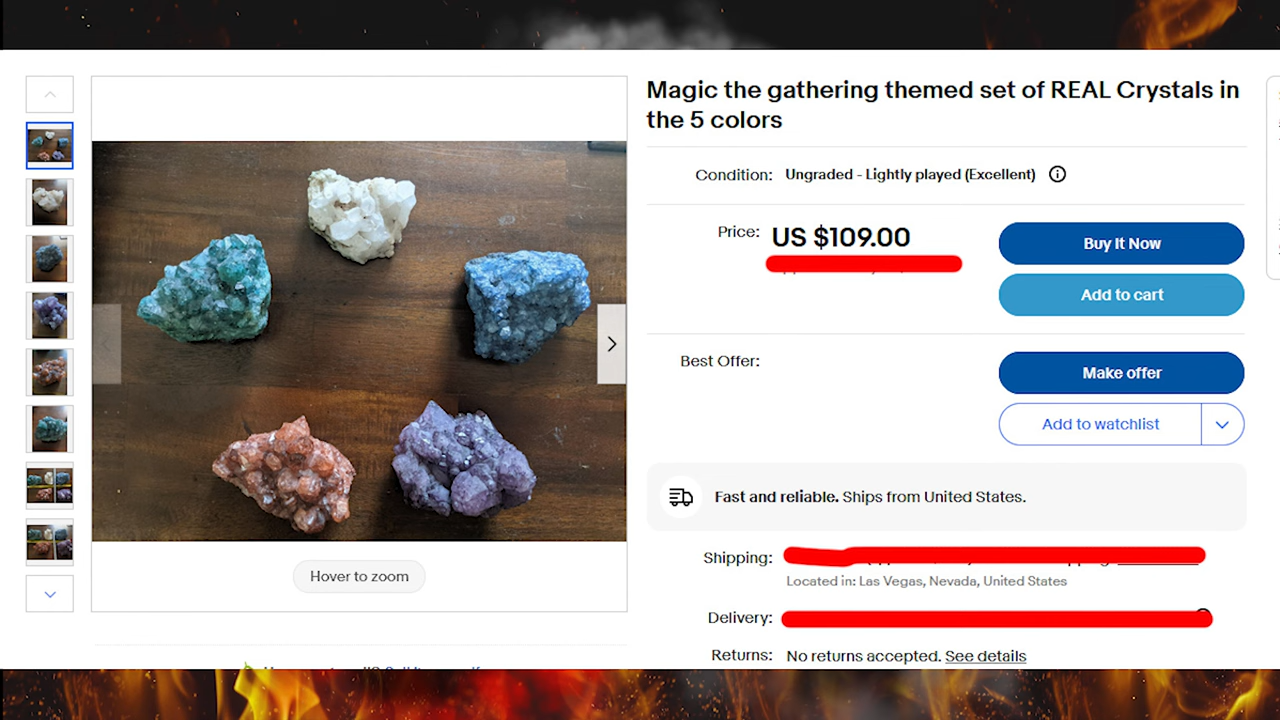 Magic the gathering themed set of REAL Crystals in
the 5 colors
Condition: Ungraded - Lightly played (Excellent)
Price: US $109.00
Buy It Now
Add to cart
Best Offer:
Make offer
Add to watchlist
Fast and reliable. Ships from United States.
Shipping:
Located in: Las Vegas, Nevada, United States
Delivery:
Returns: No returns accepted. See details
Hover to zoom